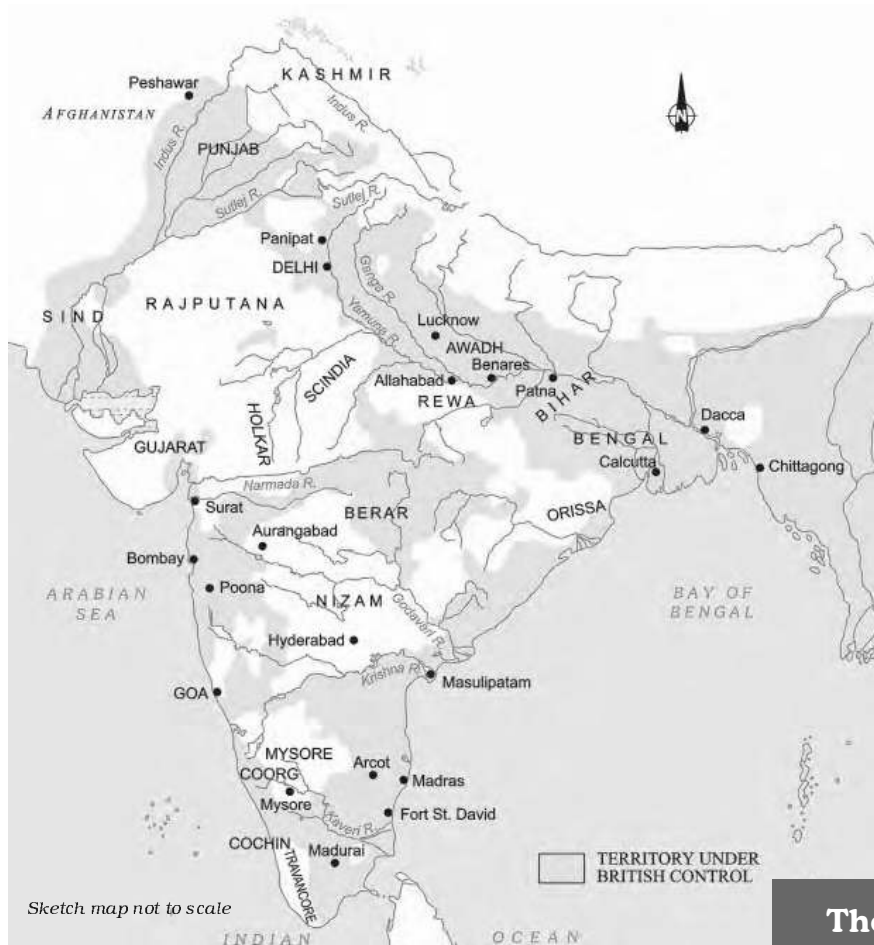 KASHMIR
Peshawar
AFGHANISTAN
Indus R.
Indus R.
N
PUNJAB
Sutlej R.
Sutlej R.
Panipat
DELHI
Ganga R.
Yamuna R.
RAJPUTANA
SIND
Lucknow
AWADH
Benares
Allahabad
Patna
REWA
BIHAR
SCINDIA
HOLKAR
Dacca
BENGAL
Calcutta
Chittagong
GUJARAT
Narmada R.
Surat
BERAR
ORISSA
Aurangabad
Bombay
Poona
ARABIAN
SEA
NIZAM
Godaveri R.
BAY OF
BENGAL
Hyderabad
Krishna R.
Masulipatam
GOA
MYSORE
COORG
Arcot
Madras
Mysore
Fort St. David
Kaveri R.
COCHIN
Madurai
TRAVANCORE
TERRITORY UNDER
BRITISH CONTROL
Sketch map not to scale
The
INDIAN OCEAN